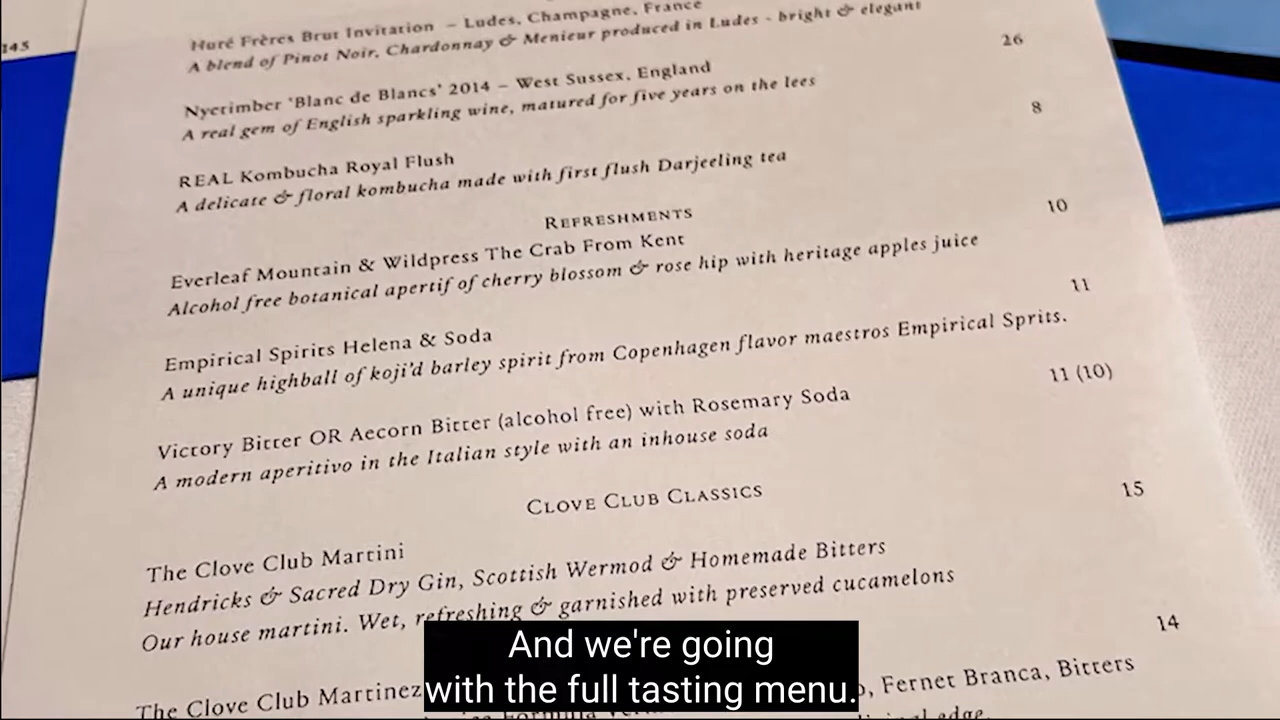 145
Huré Frères Brut Invitation – Ludes, Champagne, France
A blend of Pinot Noir, Chardonnay & Menieur produced in Ludes - bright & elegant
26
Nyetimber 'Blanc de Blancs' 2014 – West Sussex, England
A real gem of English sparkling wine, matured for five years on the lees
8
REAL Kombucha Royal Flush
A delicate & floral kombucha made with first flush Darjeeling tea
REFRESHMENTS
10
Everleaf Mountain & Wildpress The Crab From Kent
Alcohol free botanical apertif of cherry blossom & rose hip with heritage apples juice
11
Empirical Spirits Helena & Soda
A unique highball of koji'd barley spirit from Copenhagen flavor maestros Empirical Sprits.
11 (10)
Victory Bitter OR Aecorn Bitter (alcohol free) with Rosemary Soda
A modern aperitivo in the Italian style with an inhouse soda
CLOVE CLUB CLASSICS
15
The Clove Club Martini
Hendricks & Sacred Dry Gin, Scottish Wermod & Homemade Bitters
Our house martini. Wet, refreshing & garnished with preserved cucamelons
14
The Clove Club Martinez
Fernet Branca, Bitters
edge.
And we're going
with the full tasting menu.